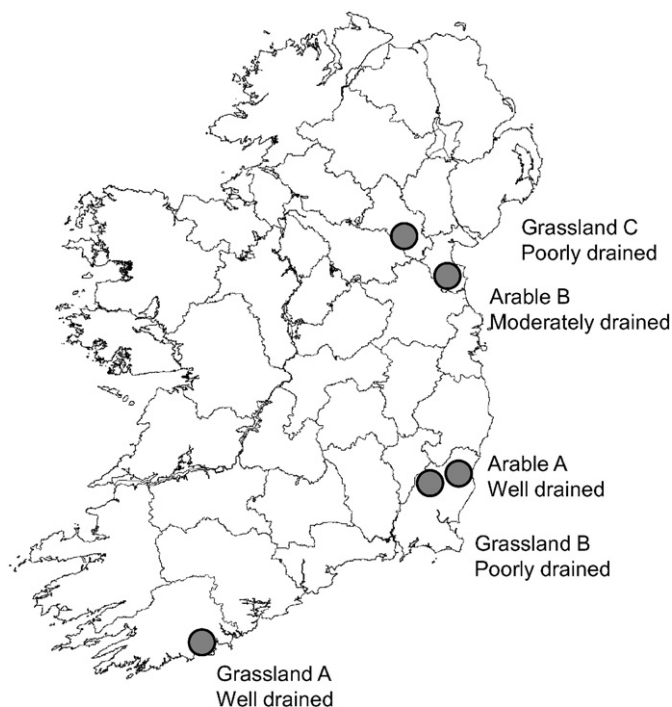 Grassland C
Poorly drained
Arable B
Moderately drained
Arable A
Well drained
Grassland B
Poorly drained
Grassland A
Well drained